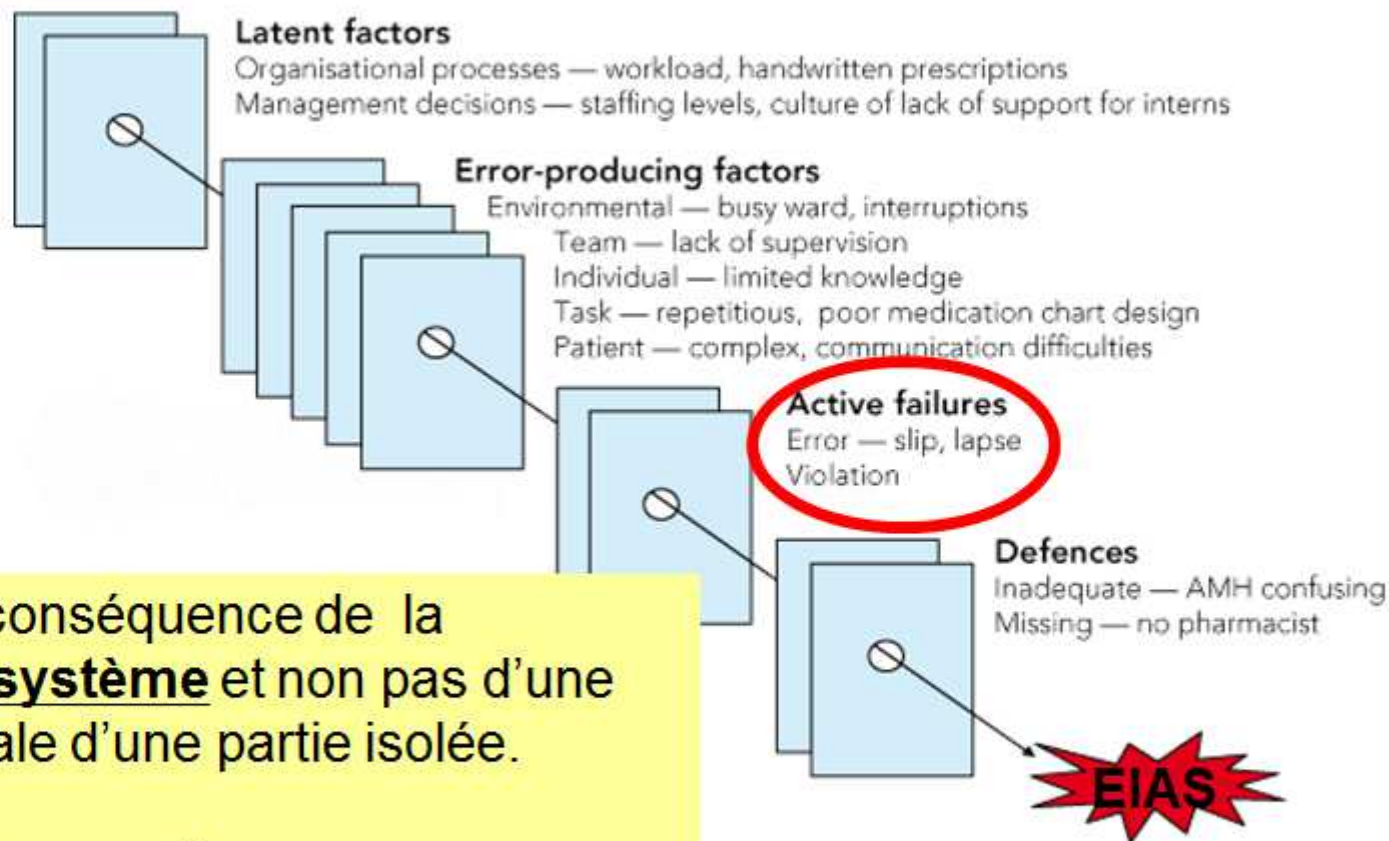 Latent factors
Organisational processes — workload, handwritten prescriptions
Management decisions — staffing levels, culture of lack of support for interns
Error-producing factors
Environmental — busy ward, interruptions
Team — lack of supervision
Individual — limited knowledge
Task — repetitious, poor medication chart design
Patient — complex, communication difficulties
Active failures
Error — slip, lapse
Violation
Defences
Inadequate — AMH confusing
Missing — no pharmacist
conséquence de la
système et non pas d'une
ale d'une partie isolée.
EIAS